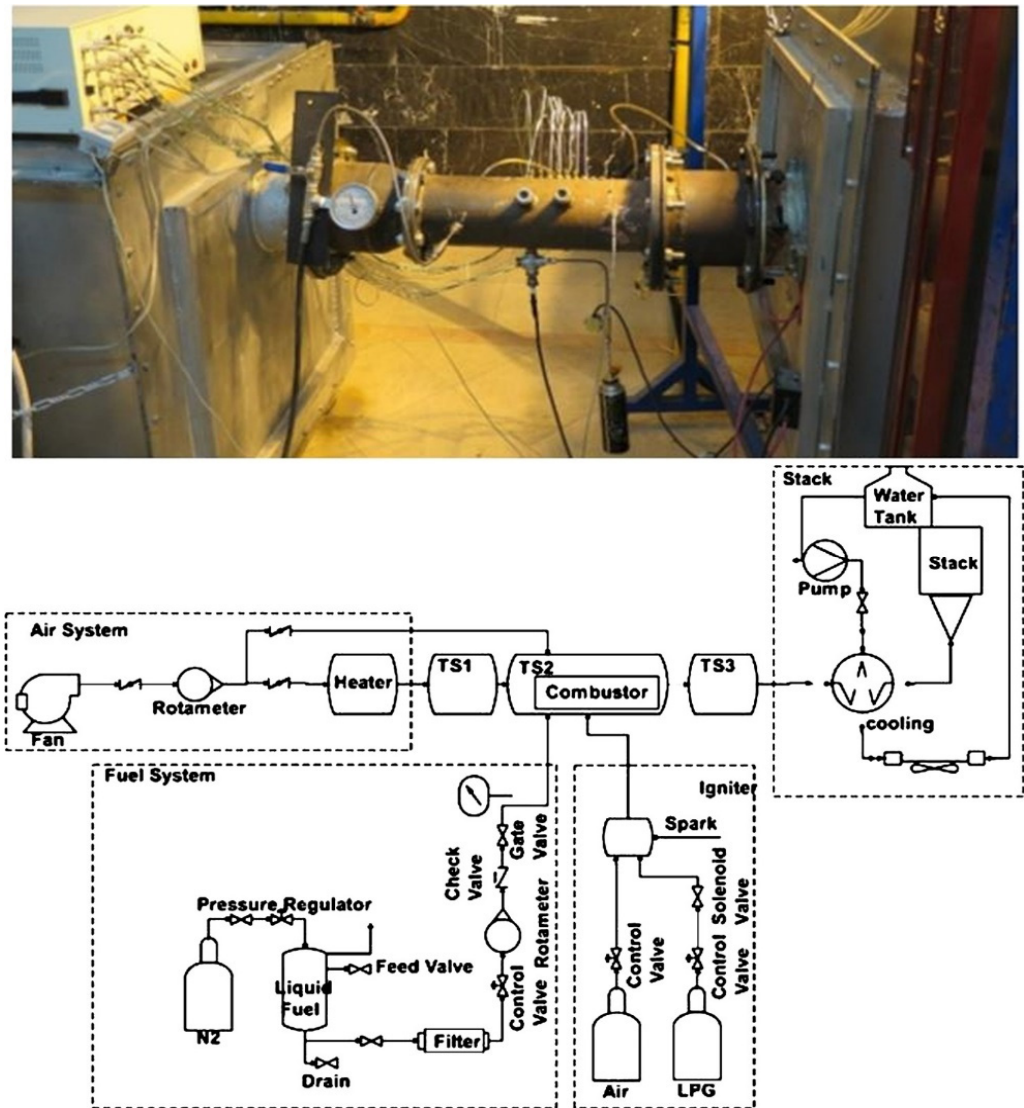 Stack
Water
Tank
Stack
Pump
cooling
Air System
Fan
Rotameter
Heater
TS1
TS2
Combustor
TS3
Fuel System
Check
Valve
Gate
Valve
Pressure Regulator
Rotameter
Feed Valve
Liquid
Fuel
N2
Control
Valve
Filter
Drain
Igniter
Spark
Solenoid
Valve
Control
Valve
Control
Valve
Air
LPG